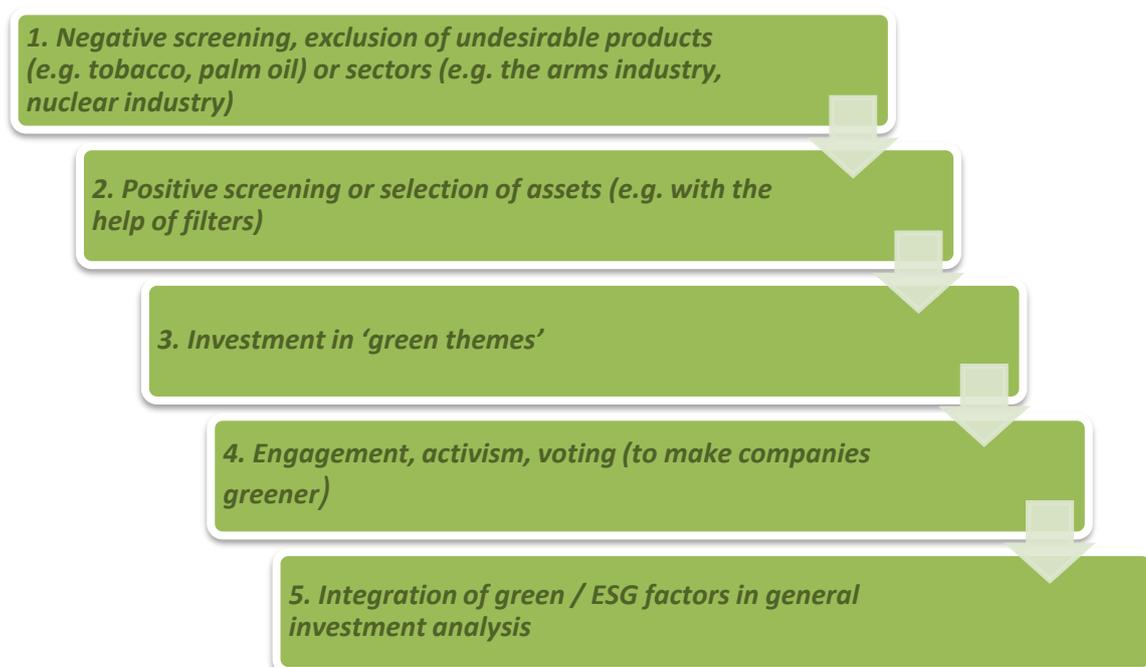 1. Negative screening, exclusion of undesirable products
(e.g. tobacco, palm oil) or sectors (e.g. the arms industry,
nuclear industry)
2. Positive screening or selection of assets (e.g. with the
help of filters)
3. Investment in ‘green themes’
4. Engagement, activism, voting (to make companies
greener)
5. Integration of green / ESG factors in general
investment analysis